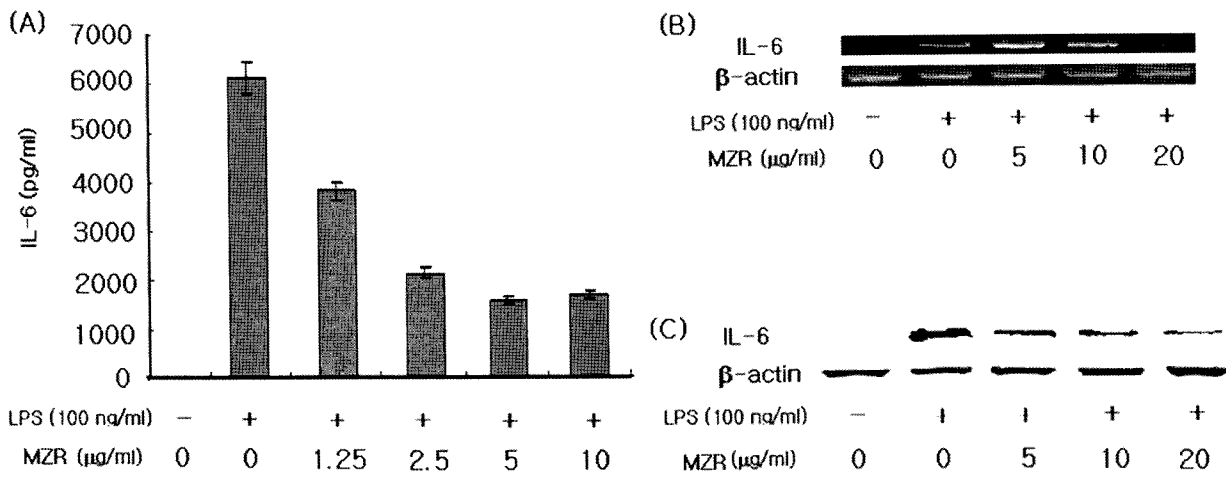 (A)
IL-6 (pg/ml)
7000
6000
5000
4000
3000
2000
1000
0
LPS (100 ng/ml) − + + + + +
MZR (μg/ml) 0 0 1.25 2.5 5 10
(B)
IL-6
β-actin
LPS (100 ng/ml) − + + + +
MZR (μg/ml) 0 0 5 10 20
(C)
IL-6
β-actin
LPS (100 ng/ml) − + + + +
MZR (μg/ml) 0 0 5 10 20